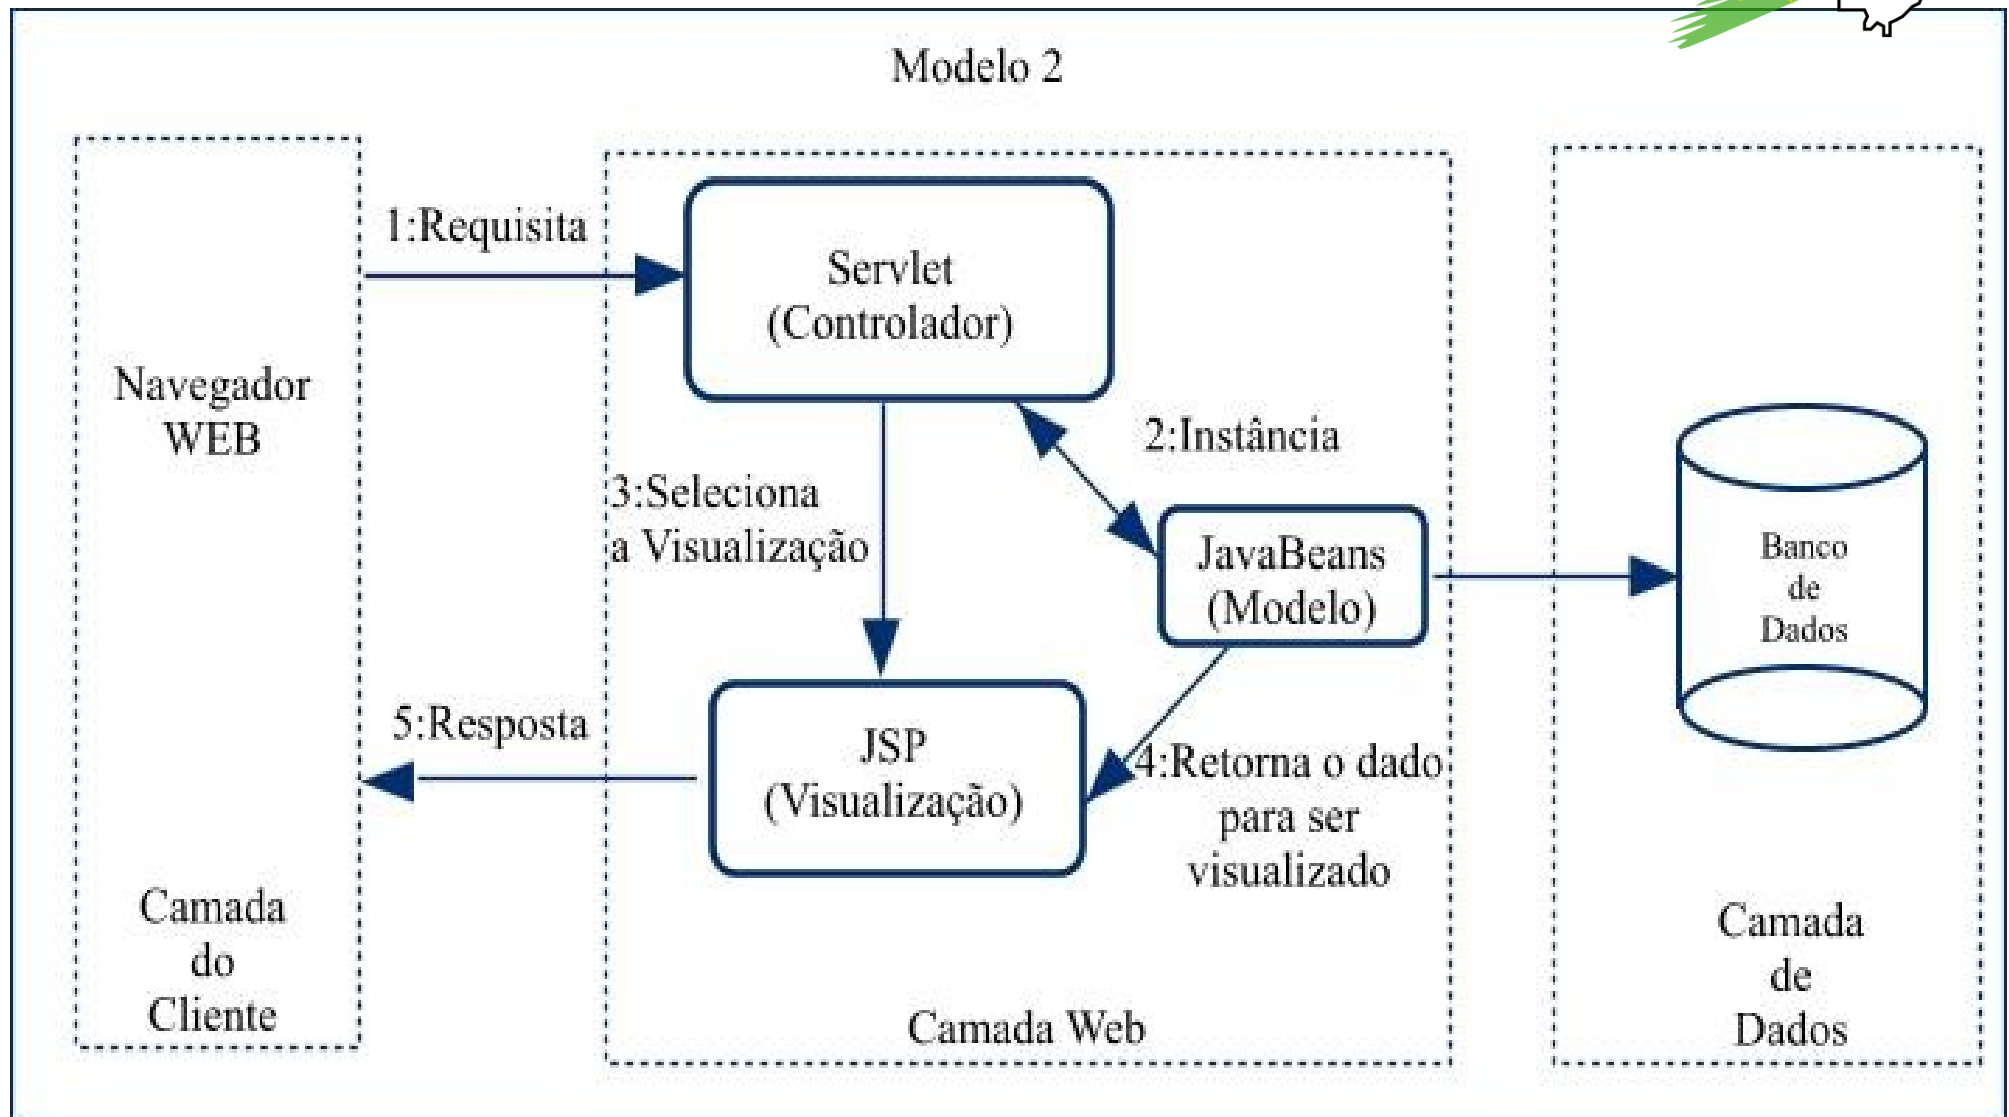 Modelo 2
Navegador
WEB
Camada
do
Cliente
1:Requisita
Servlet
(Controlador)
2:Instância
3:Seleciona
a Visualização
JavaBeans
(Modelo)
JSP
(Visualização)
4:Retorna o dado
para ser
visualizado
5:Resposta
Camada Web
Banco
de
Dados
Camada
de
Dados